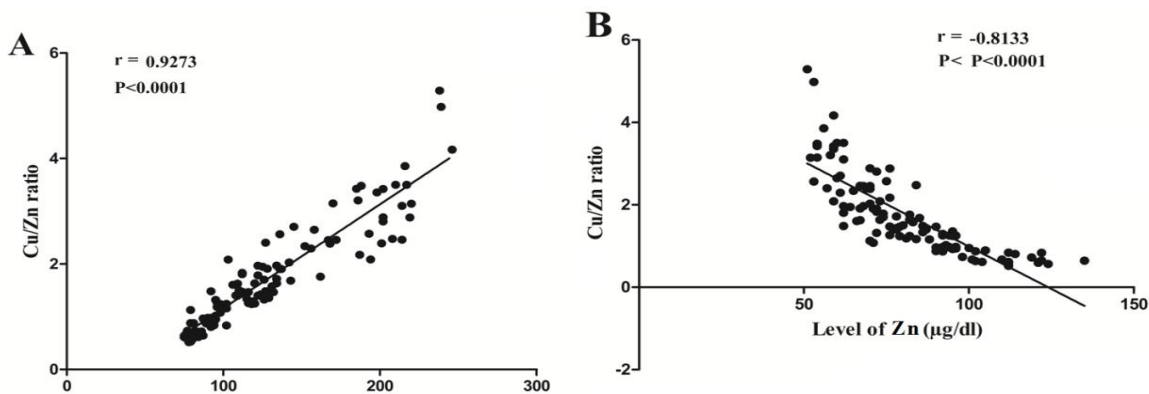 A
r = 0.9273
P<0.0001
Cu/Zn ratio
6
4
2
0
0
100
200
300
B
r = -0.8133
P< P<0.0001
Cu/Zn ratio
6
4
2
0
-2
50
100
150
Level of Zn (µg/dl)